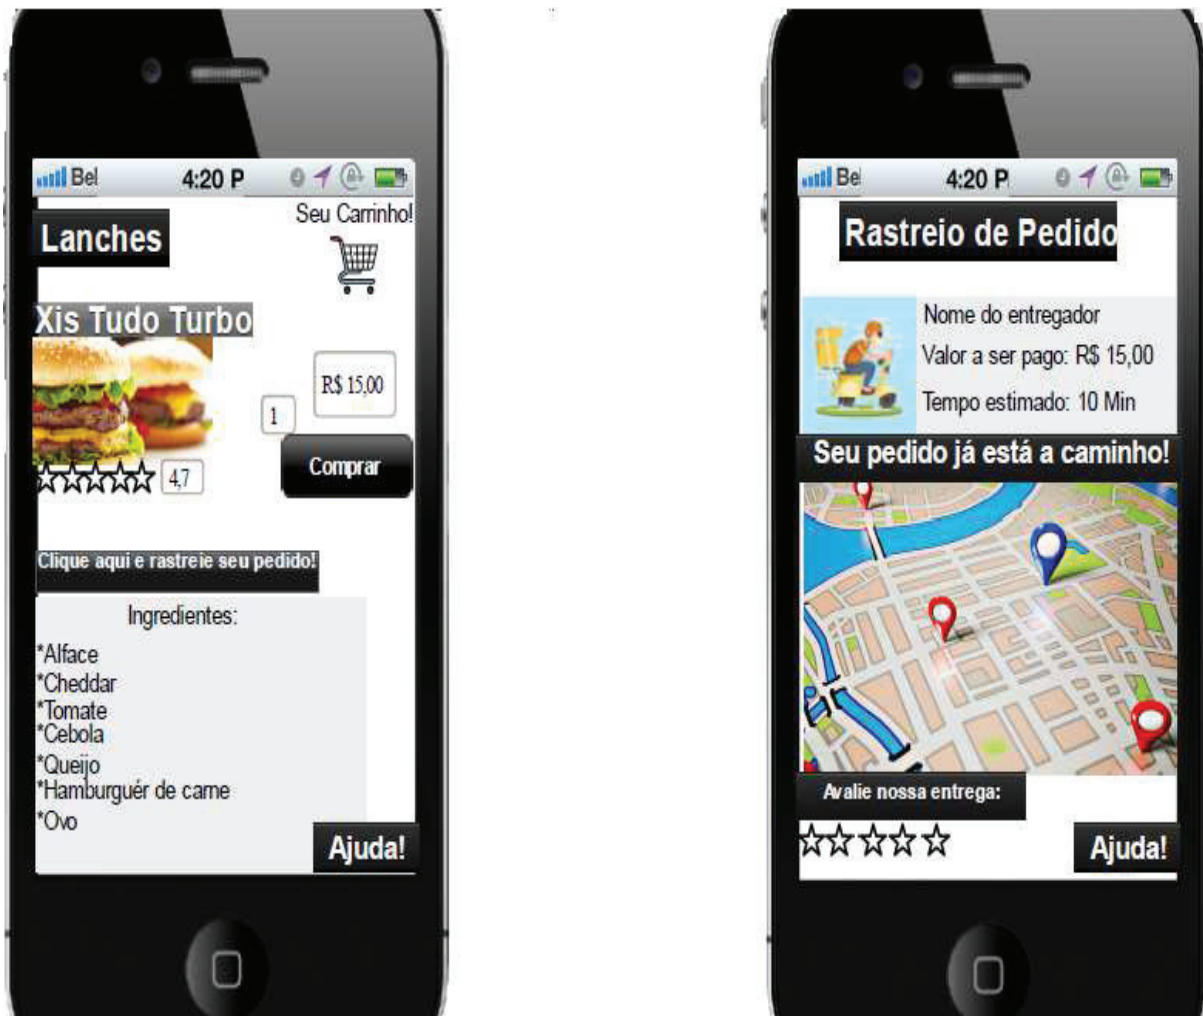 Bel 4:20 P
Seu Carrinho!
Lanches
Xis Tudo Turbo
R$ 15,00
1
Comprar
4,7
Clique aqui e rastreie seu pedido!
Ingredientes:
*Alface
*Cheddar
*Tomate
*Cebola
*Queijo
*Hamburguér de carne
*Ovo
Ajuda!
Bel 4:20 P
Rastreio de Pedido
Nome do entregador
Valor a ser pago: R$ 15,00
Tempo estimado: 10 Min
Seu pedido já está a caminho!
Avalie nossa entrega:
Ajuda!